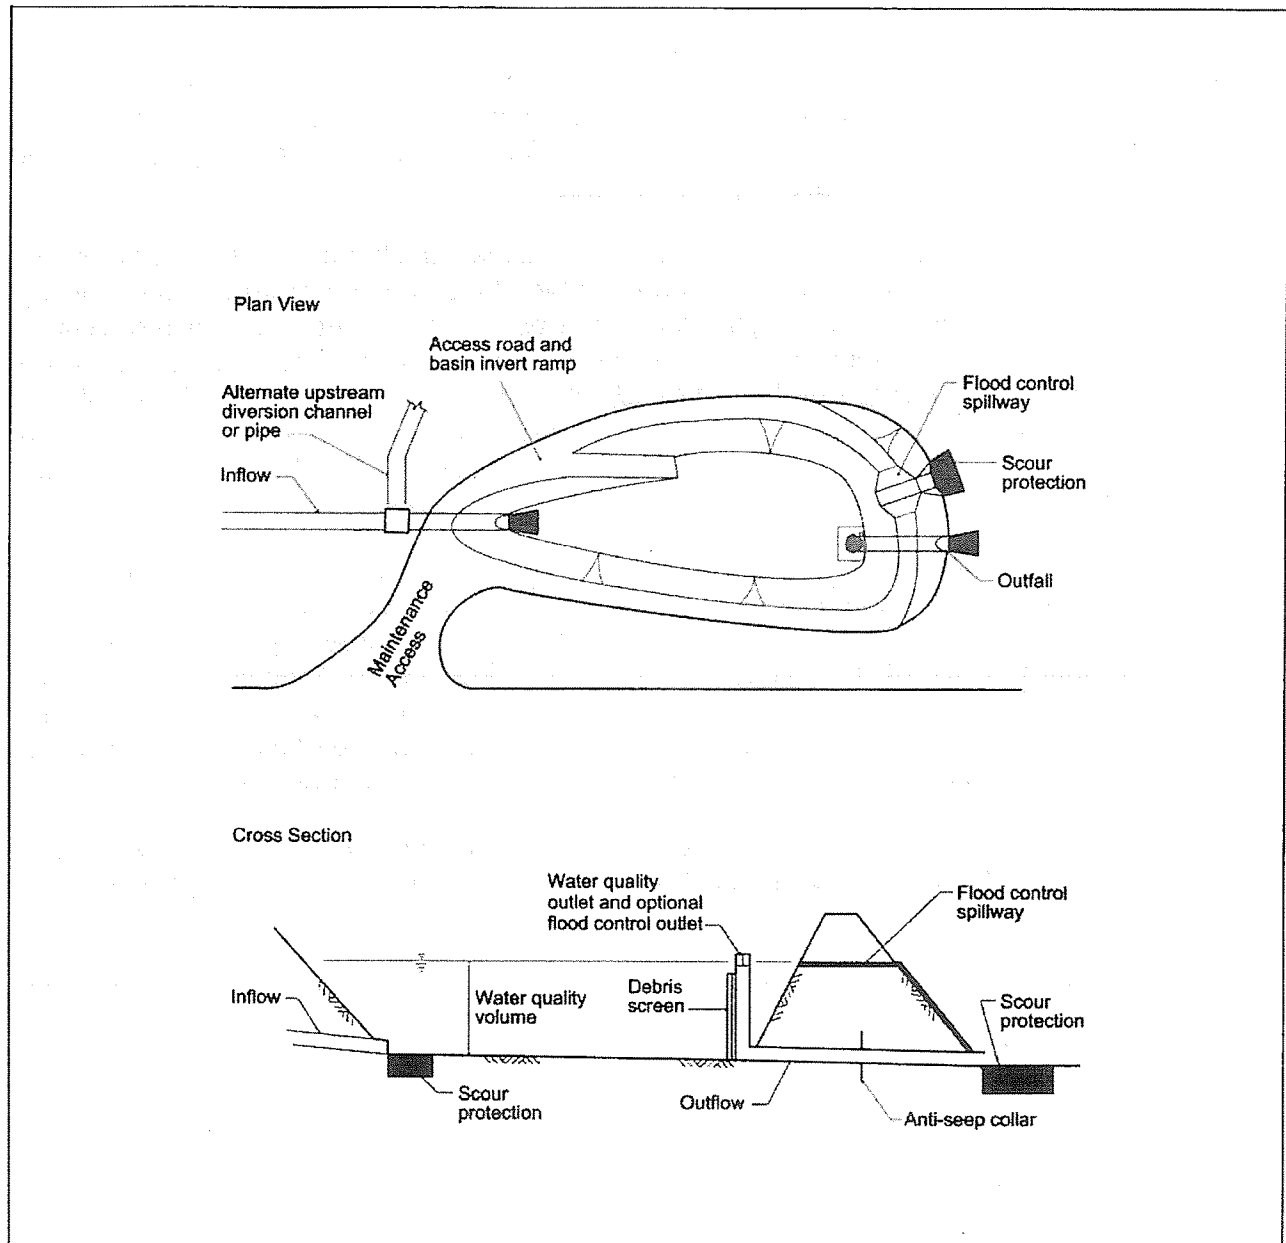 Plan View
Access road and
basin invert ramp
Alternate upstream
diversion channel
or pipe
Inflow
Flood control
spillway
Scour
protection
Outfall
Maintenance
Access
Cross Section
Water quality
outlet and optional
flood control outlet
Flood control
spillway
Inflow
Water quality
volume
Debris
screen
Scour
protection
Scour
protection
Outflow
Anti-seep collar